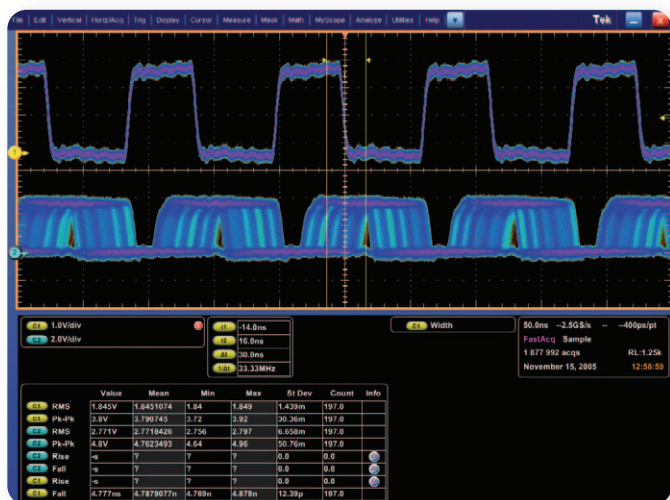 File Edit Vertical Horiz/Acq Trig Display Cursor Measure Mask Math MyScope Analyze Utilities Help Tek
1
2
C1 1.0V/div
C2 2.0V/div
t1 -14.0ns
t2 16.0ns
Δt 30.0ns
1/Δt 33.33MHz
C1 Width
50.0ns --2.5GS/s -- --400ps/pt
FastAcq Sample
1 877 992 acqs RL:1.25k
November 15, 2005 12:50:59
Value Mean Min Max St Dev Count Info
C1 RMS 1.845V 1.8451074 1.84 1.849 1.439m 197.0
C1 Pk-Pk 3.8V 3.790745 3.72 3.92 30.36m 197.0
C2 RMS 2.771V 2.7718426 2.756 2.797 6.658m 197.0
C2 Pk-Pk 4.8V 4.7623493 4.64 4.96 50.76m 197.0
C2 Rise -s ? ? ? 0.0 0.0
C2 Fall -s ? ? ? 0.0 0.0
C1 Rise -s ? ? ? 0.0 0.0
C1 Fall 4.777ns 4.7879077n 4.769n 4.878n 12.39p 197.0